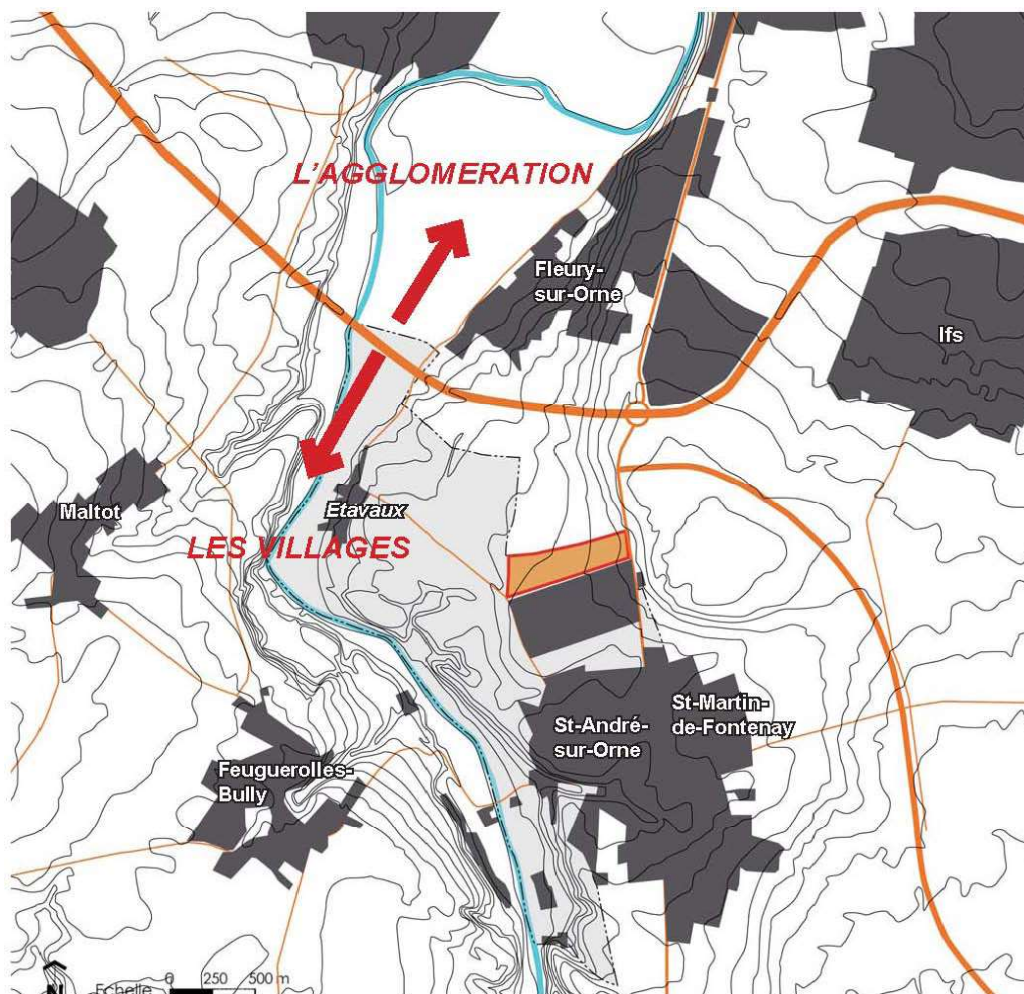 L'AGGLOMERATION
Fleury-
sur-Orne
Ifs
Maltot
Etavaux
LES VILLAGES
St-Martin-
de-Fontenay
St-André-
sur-Orne
Feuguerolles-
Bully
N
Echelle
0 250 500 m